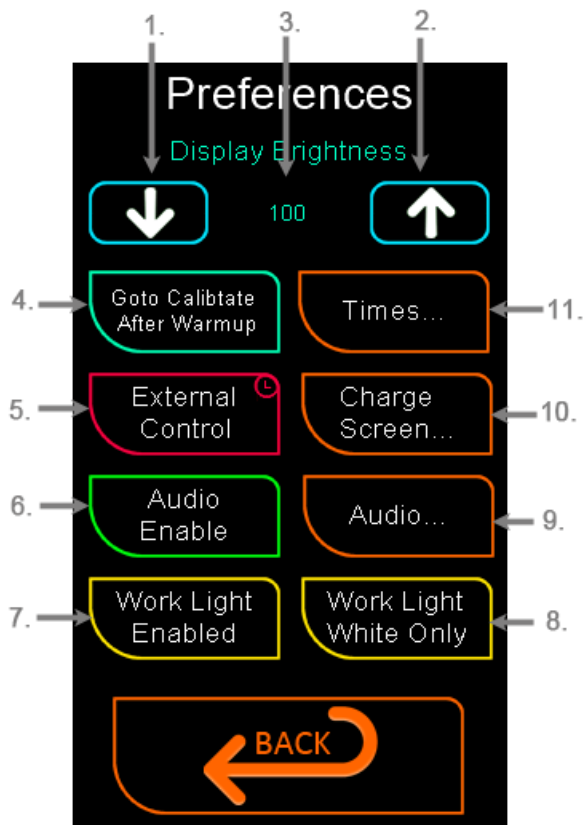 1. 3. 2.
Preferences
Display Brightness
100
4. Goto Calibtate
After Warmup
Times... 11.
5. External
Control
Charge
Screen... 10.
6. Audio
Enable
Audio... 9.
7. Work Light
Enabled
Work Light
White Only 8.
BACK